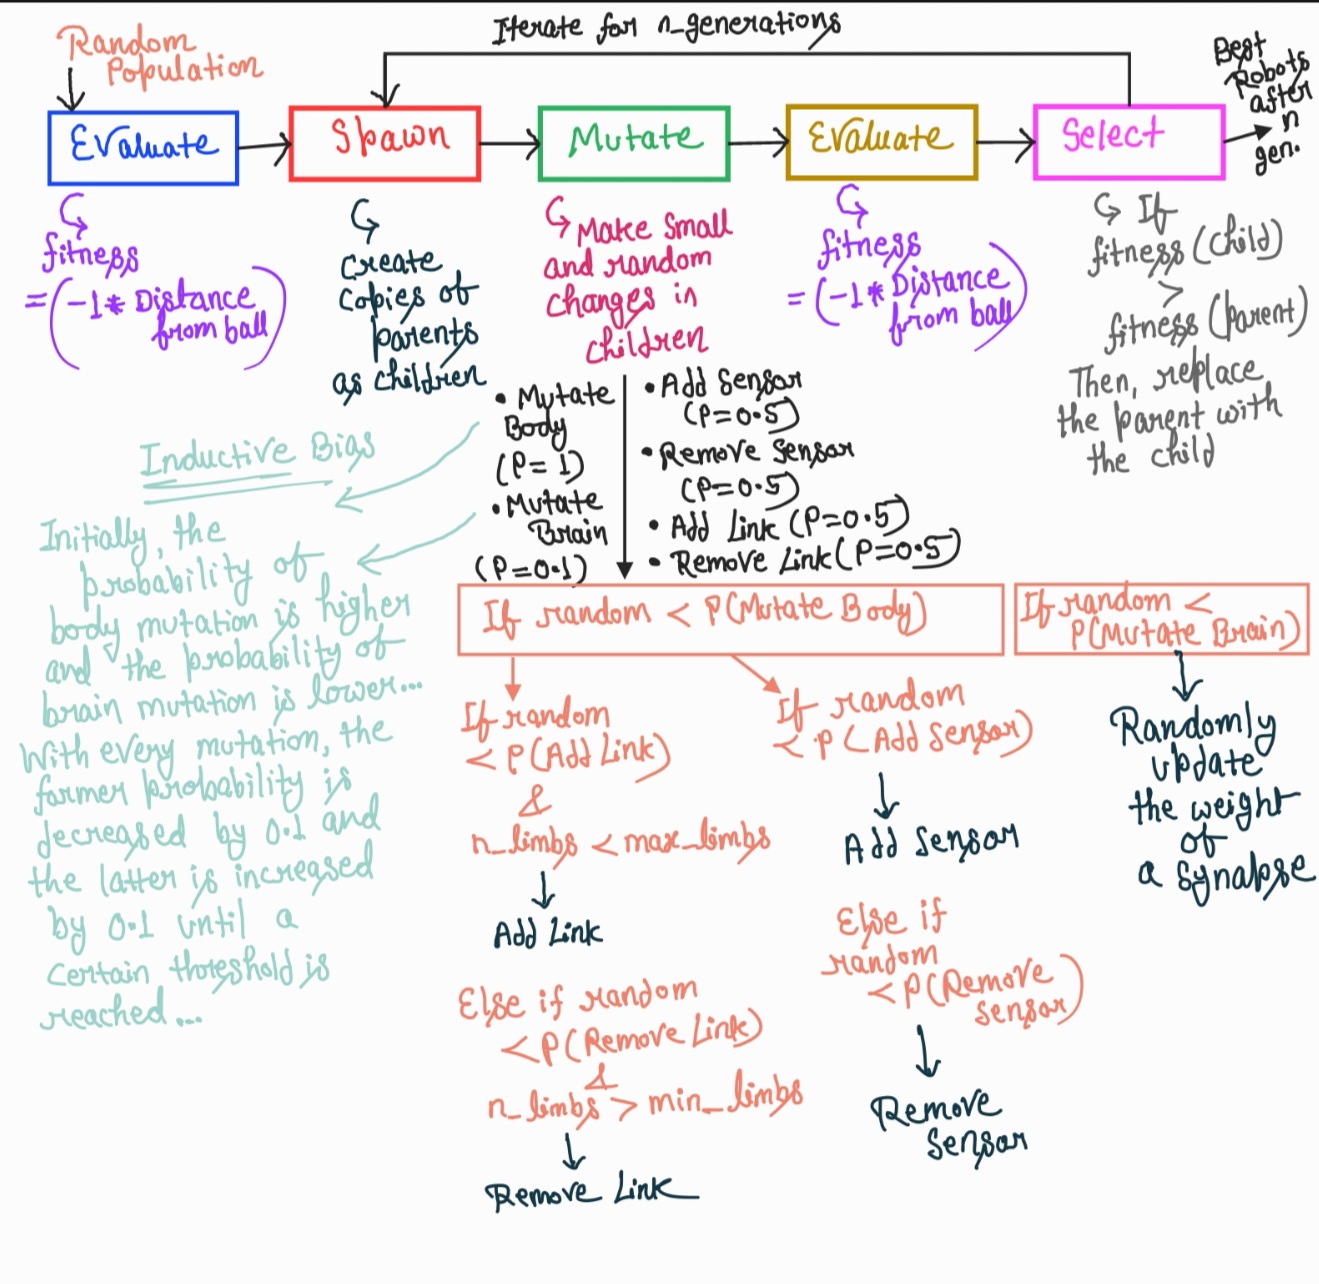 Iterate for n_generations
Random
Population
Best
Robots
after
n
gen.
Evaluate
Spawn
Mutate
Evaluate
Select
fitness
= (-1 * Distance
from ball)
Create
Copies of
parents
as children
Make small
and random
changes in
children
fitness
= (-1 * Distance
from ball)
If
fitness (child)
>
fitness (parent)
Then, replace
the parent with
the child
• Mutate
Body
(P= 1)
• Mutate
Brain
(P=0.1)
• Add Sensor
(P=0.5)
• Remove Sensor
(P=0.5)
• Add Link (P=0.5)
• Remove Link (P=0.5)
Inductive Bias
Initially, the
probability of
body mutation is higher
and the probability of
brain mutation is lower...
With every mutation, the
former probability is
decreased by 0.1 and
the latter is increased
by 0.1 until a
certain threshold is
reached...
If random < P(Mutate Body)
If random <
P(Mutate Brain)
If random
< P(Add Link)
&
n_limbs < max_limbs
Add Link
Else if random
< P(Remove Link)
&
n_limbs > min_limbs
Remove Link
If random
< P(Add Sensor)
Add Sensor
Else if
random
< P(Remove
Sensor)
Remove
Sensor
Randomly
update
the weight
of
a Synapse